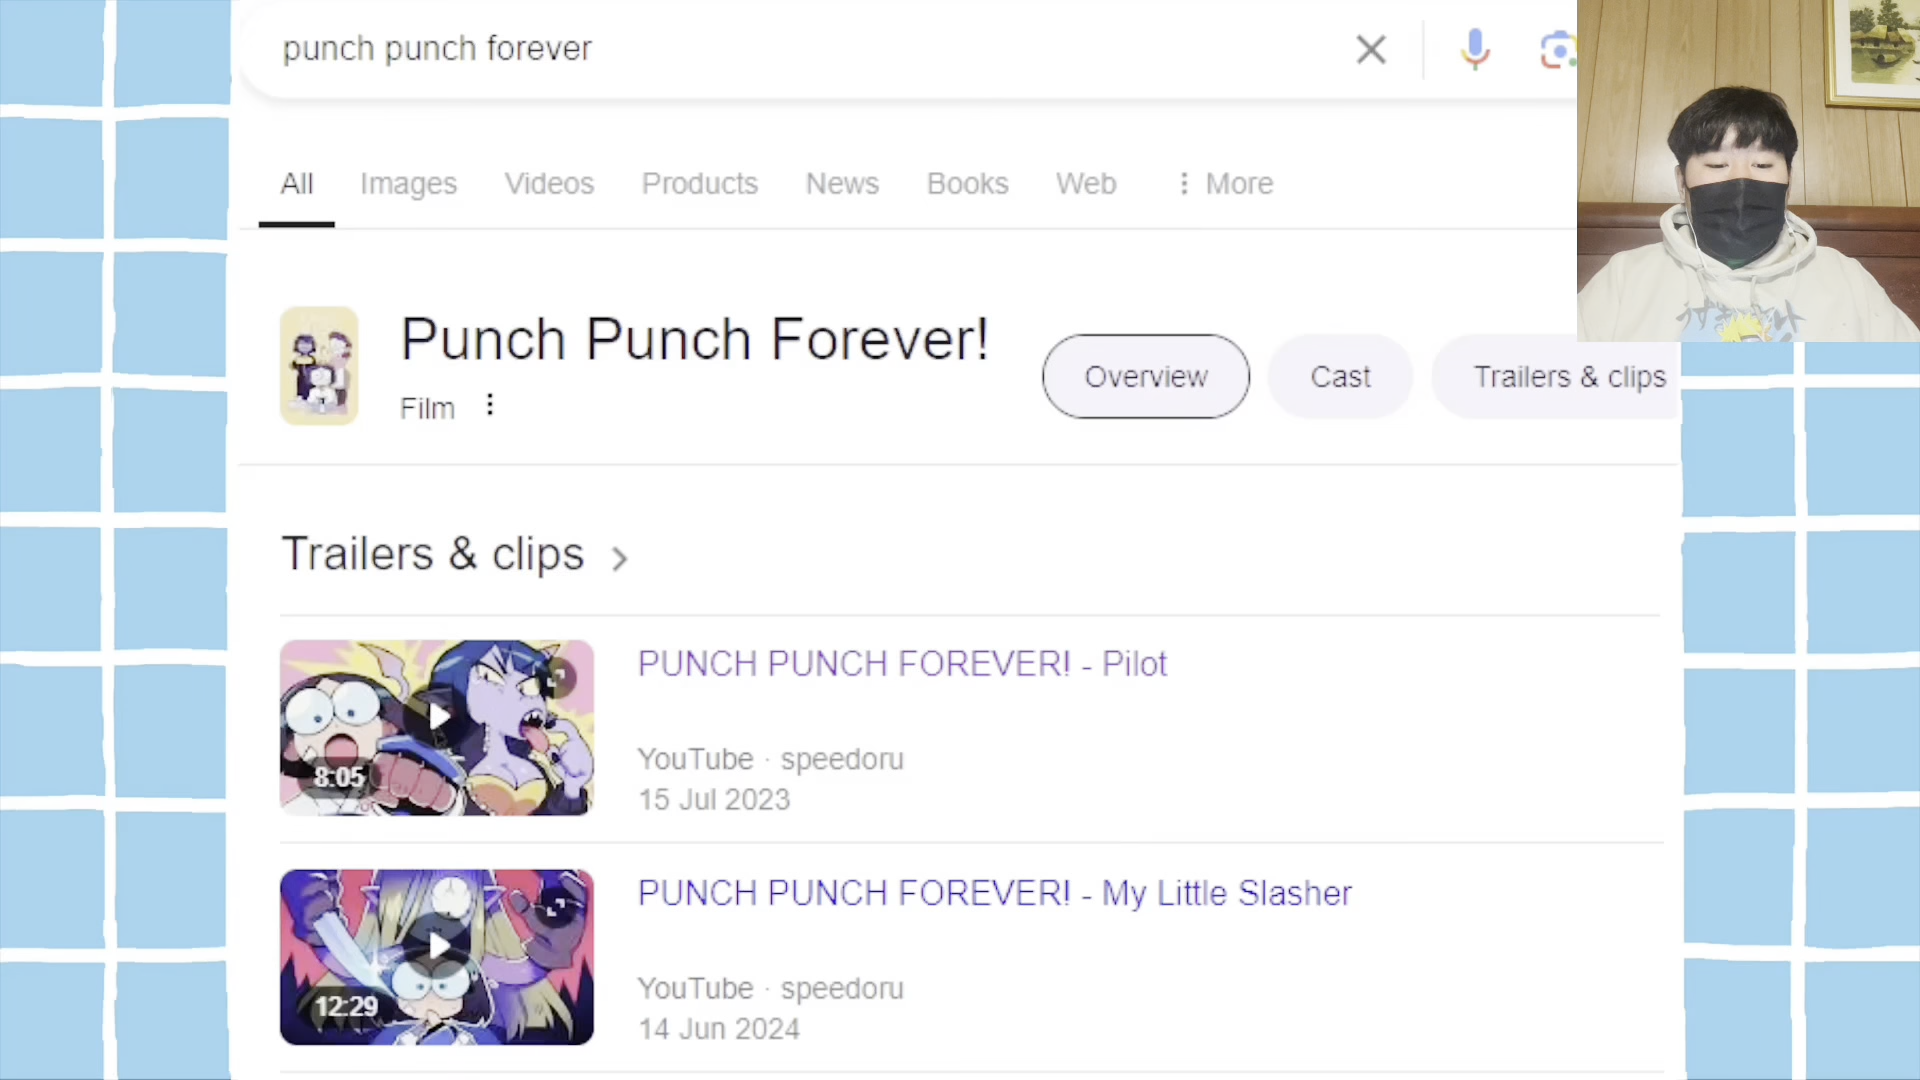 punch punch forever
All Images Videos Products News Books Web More
Punch Punch Forever!
Film
Overview Cast Trailers & clips
Trailers & clips
PUNCH PUNCH FOREVER! - Pilot
8:05
YouTube · speedoru
15 Jul 2023
PUNCH PUNCH FOREVER! - My Little Slasher
12:29
YouTube · speedoru
14 Jun 2024